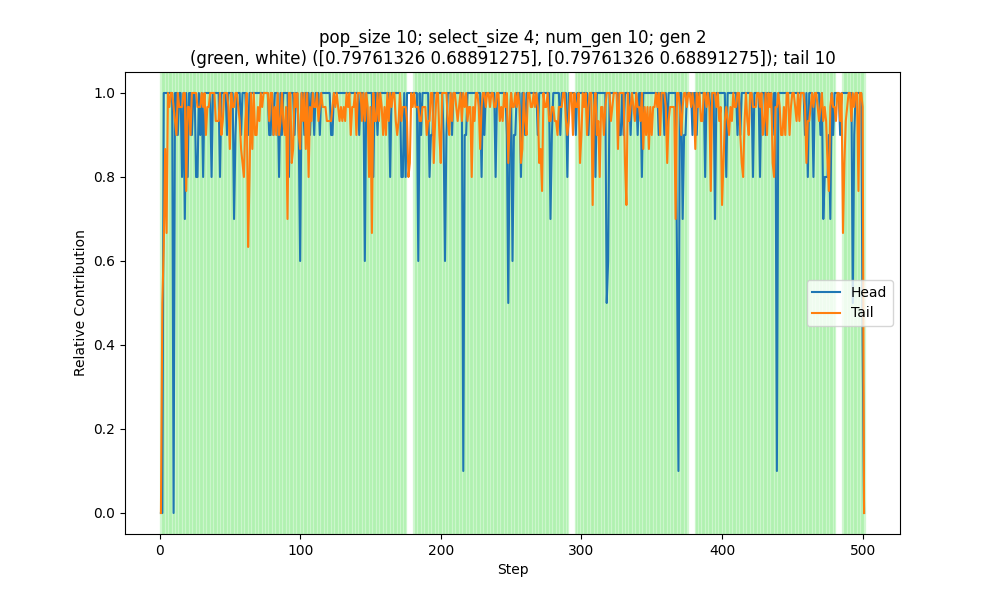 pop_size 10; select_size 4; num_gen 10; gen 2
(green, white) ([0.79761326 0.68891275], [0.79761326 0.68891275]); tail 10
1.0
0.8
0.6
0.4
0.2
0.0
Relative Contribution
Head
Tail
0
100
200
300
400
500
Step